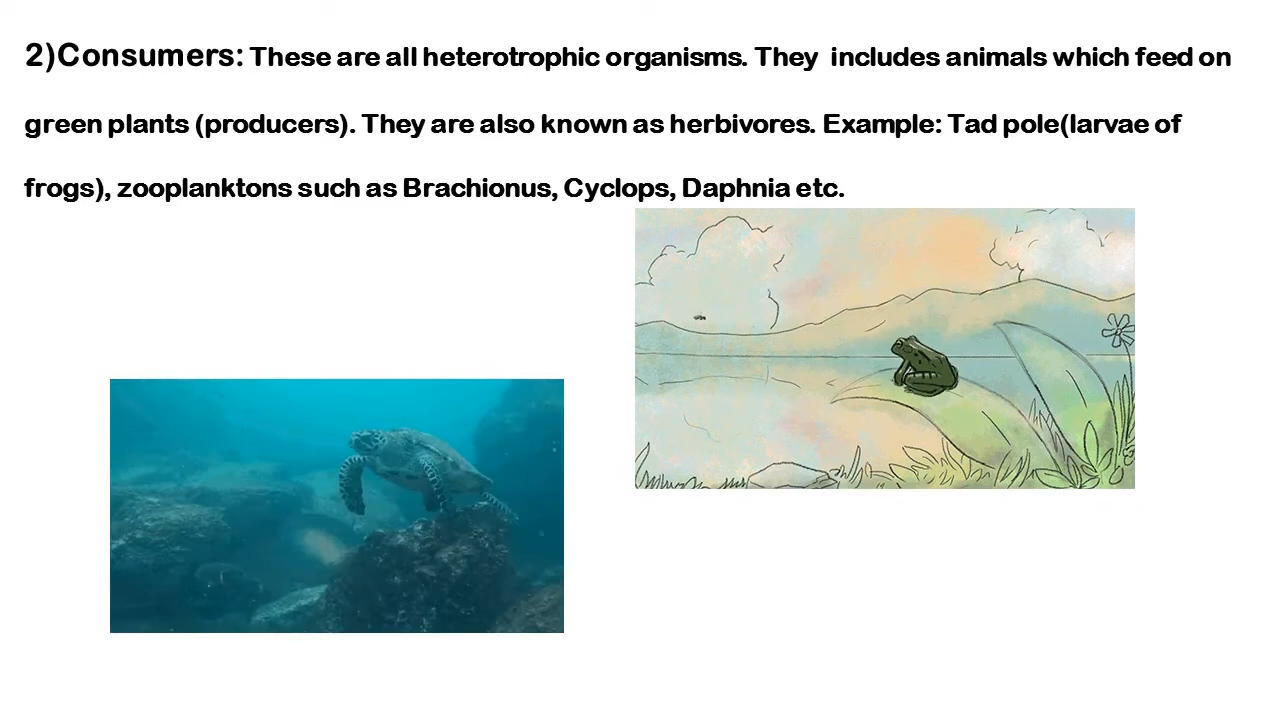 2)Consumers: These are all heterotrophic organisms. They  includes animals which feed on
green plants (producers). They are also known as herbivores. Example: Tad pole(larvae of
frogs), zooplanktons such as Brachionus, Cyclops, Daphnia etc.